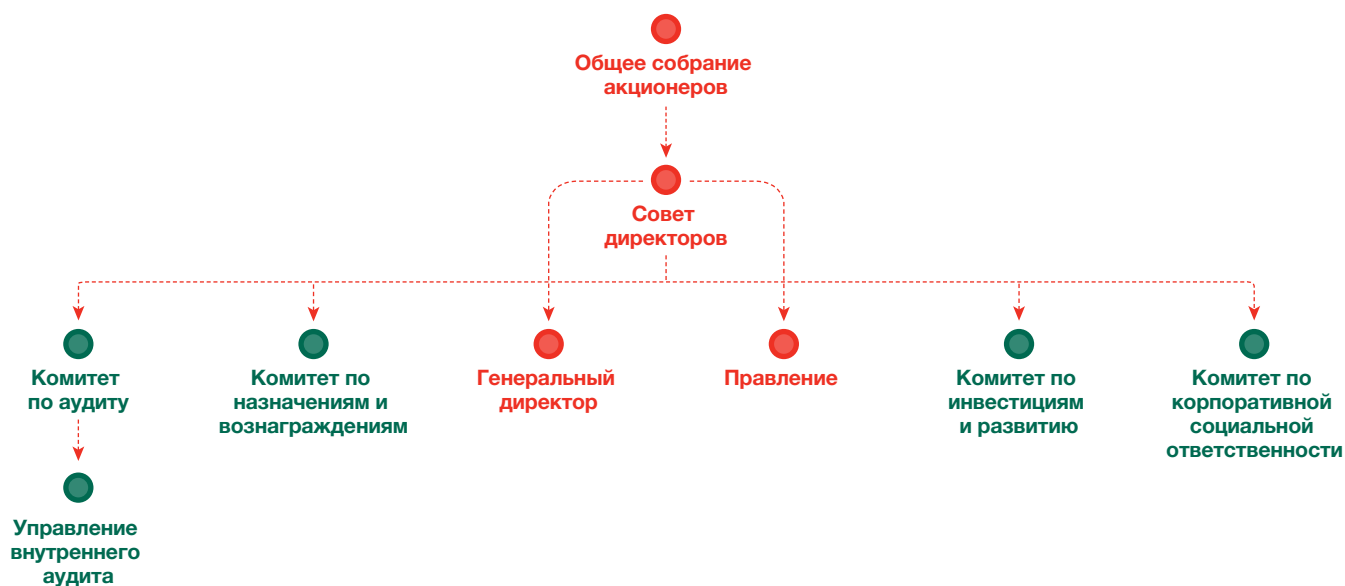 Общее собрание
акционеров
Совет
директоров
Комитет
по аудиту
Комитет по
назначениям и
вознаграждениям
Генеральный
директор
Правление
Комитет по
инвестициям
и развитию
Комитет по
корпоративной
социальной
ответственности
Управление
внутреннего
аудита